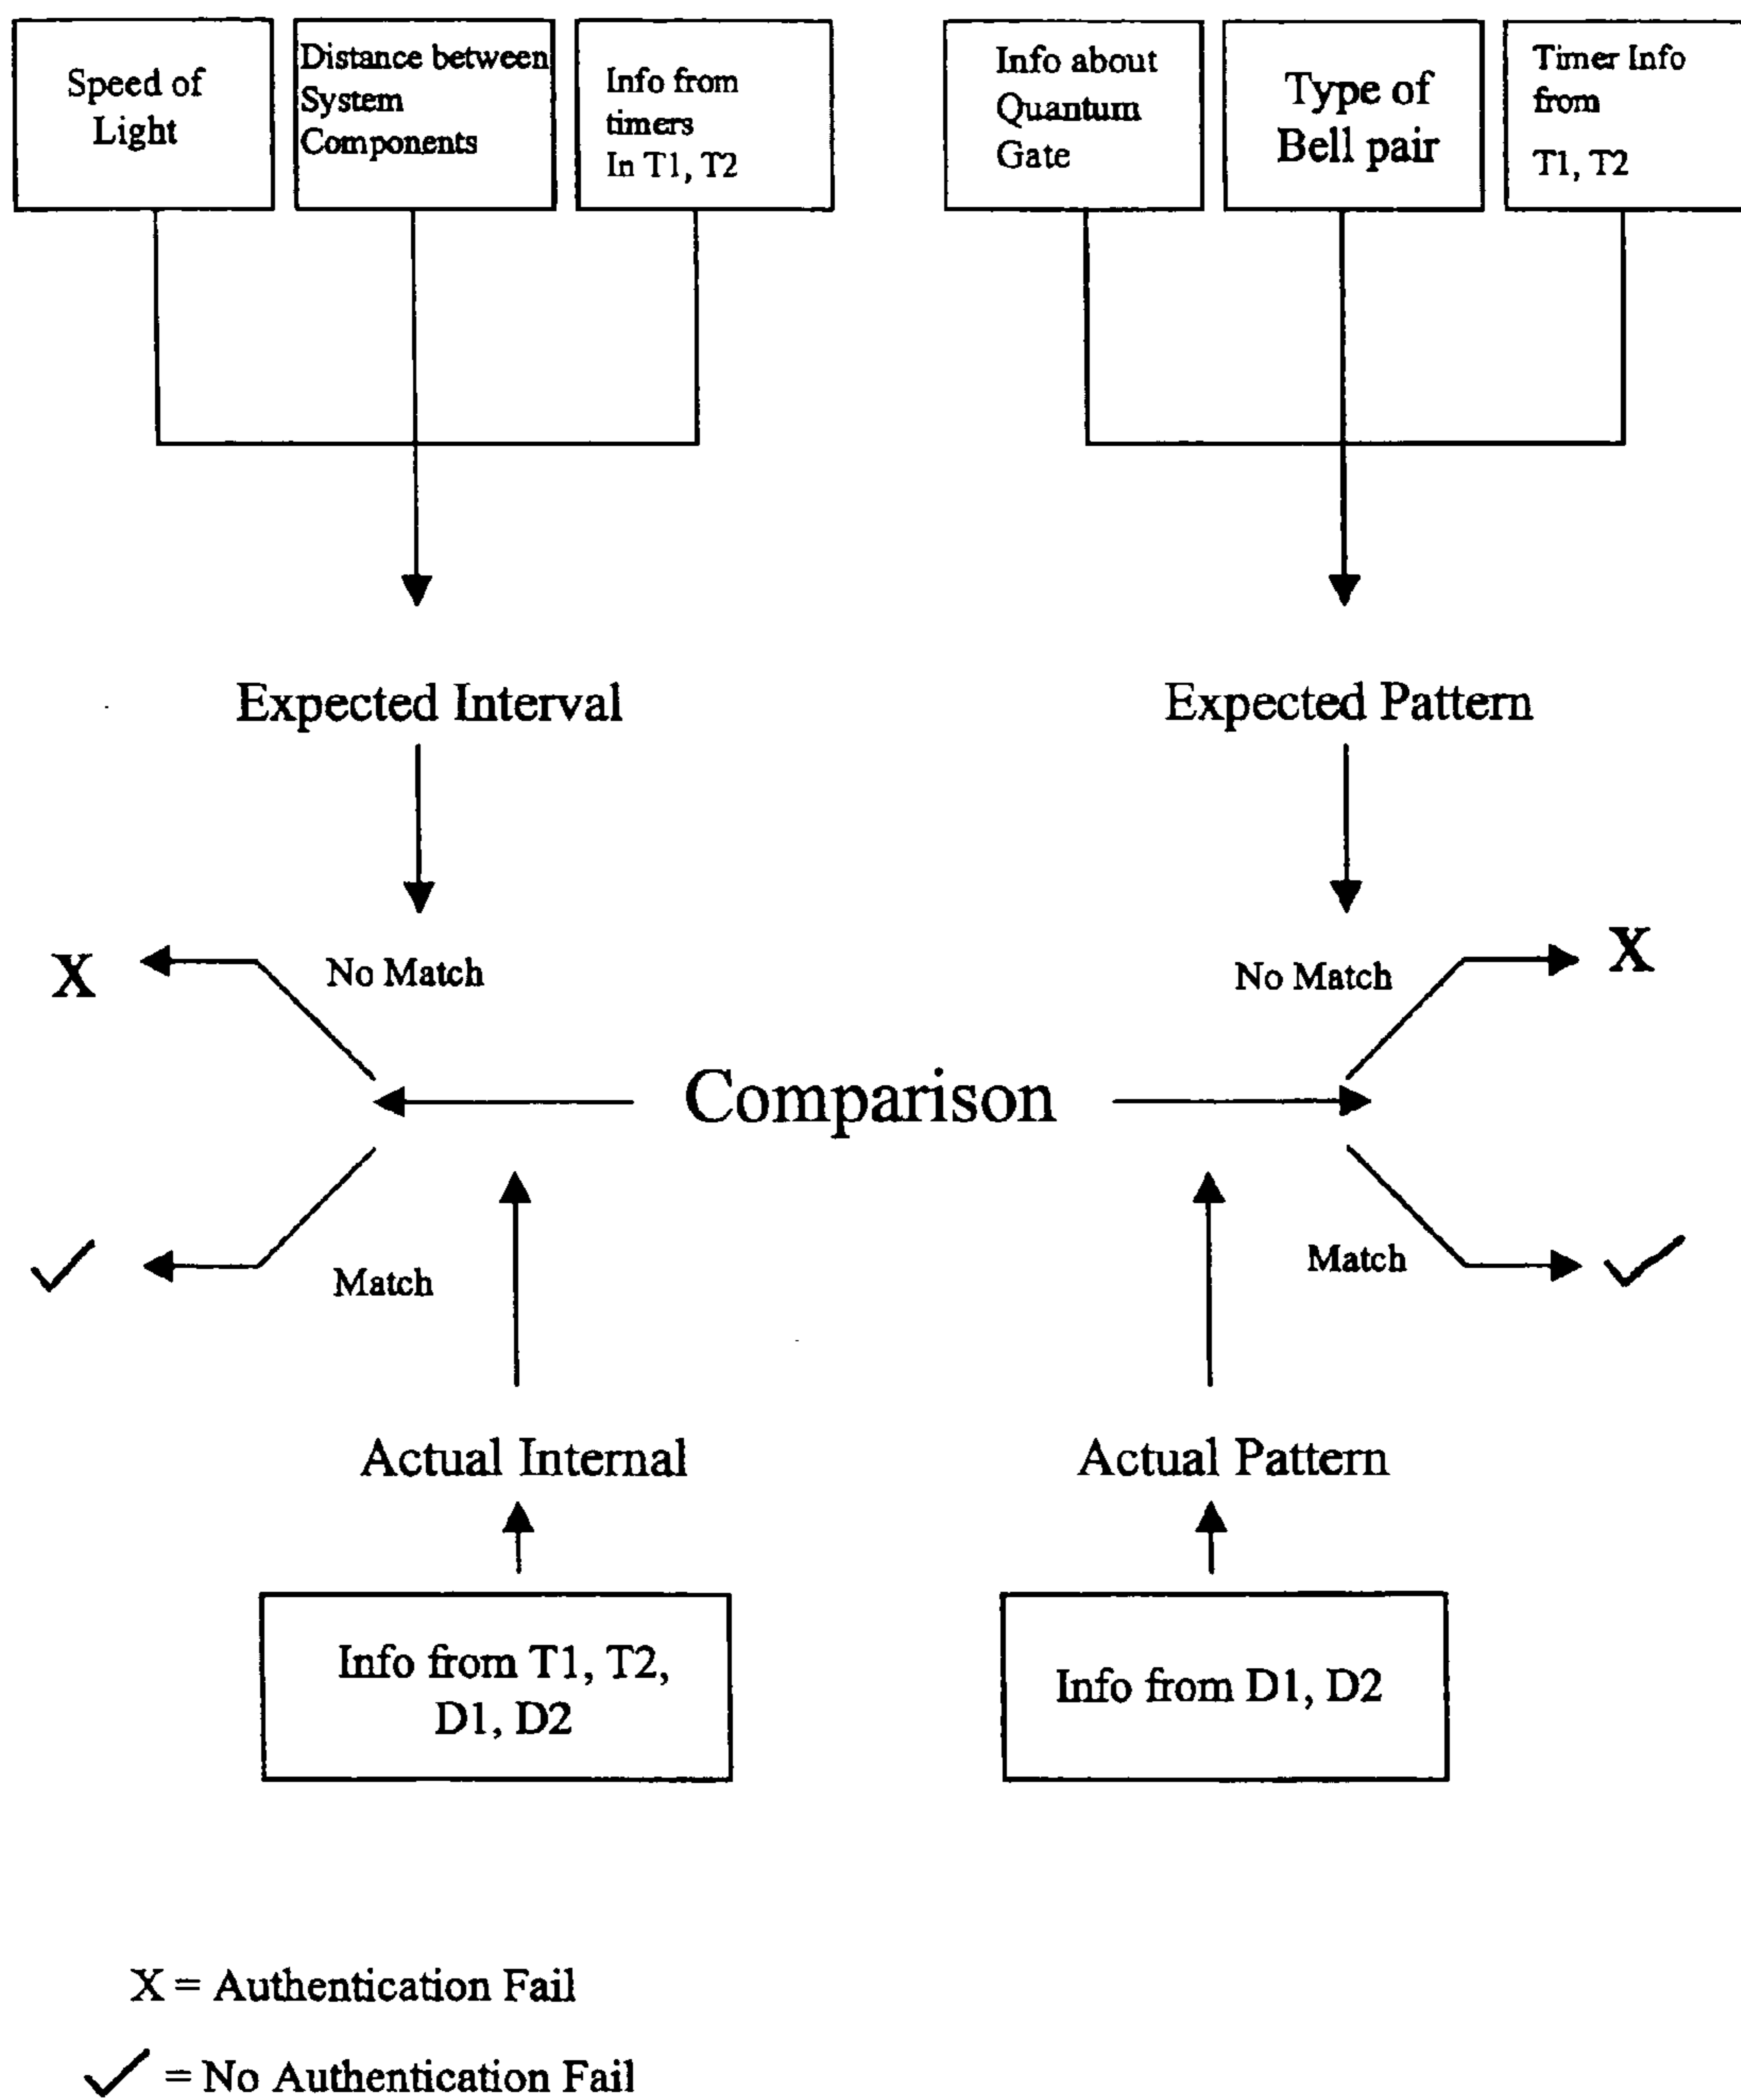 Speed of
Light
Distance between
System
Components
Info from
timers
In T1, T2
Info about
Quantum
Gate
Type of
Bell pair
Timer Info
from
T1, T2
Expected Interval
Expected Pattern
X
No Match
No Match
X
Comparison
✓
Match
Match
✓
Actual Internal
Actual Pattern
Info from T1, T2,
D1, D2
Info from D1, D2
X = Authentication Fail
✓ = No Authentication Fail